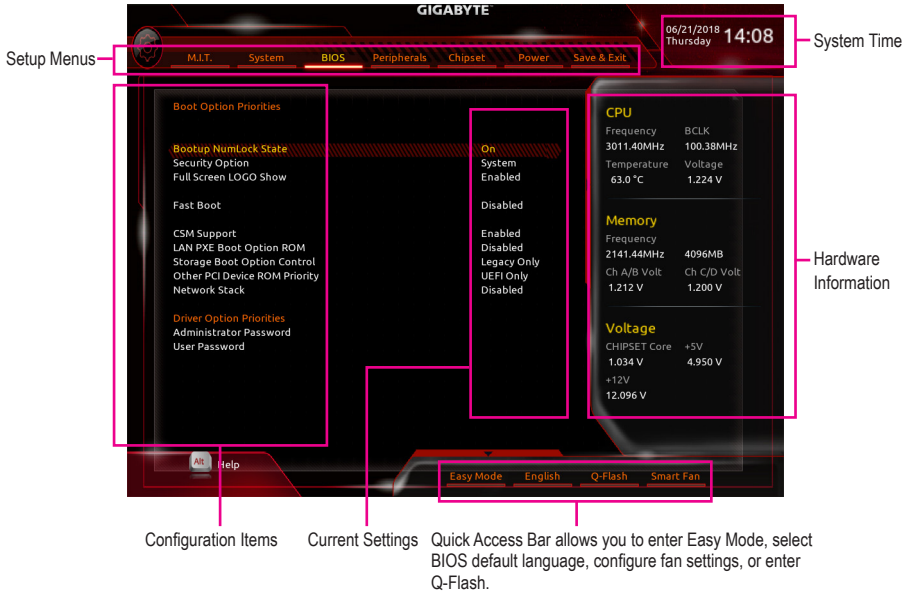 GIGABYTE
06/21/2018
Thursday 14:08
System Time
Setup Menus
M.I.T. System BIOS Peripherals Chipset Power Save & Exit
Boot Option Priorities
Bootup NumLock State On
Security Option System
Full Screen LOGO Show Enabled
Fast Boot Disabled
CSM Support Enabled
LAN PXE Boot Option ROM Disabled
Storage Boot Option Control Legacy Only
Other PCI Device ROM Priority UEFI Only
Network Stack Disabled
Driver Option Priorities
Administrator Password
User Password
CPU
Frequency BCLK
3011.40MHz 100.38MHz
Temperature Voltage
63.0 °C 1.224 V
Memory
Frequency
2141.44MHz 4096MB
Ch A/B Volt Ch C/D Volt
1.212 V 1.200 V
Voltage
CHIPSET Core +5V
1.034 V 4.950 V
+12V
12.096 V
Hardware
Information
Alt Help
Easy Mode English Q-Flash Smart Fan
Configuration Items
Current Settings
Quick Access Bar allows you to enter Easy Mode, select
BIOS default language, configure fan settings, or enter
Q-Flash.